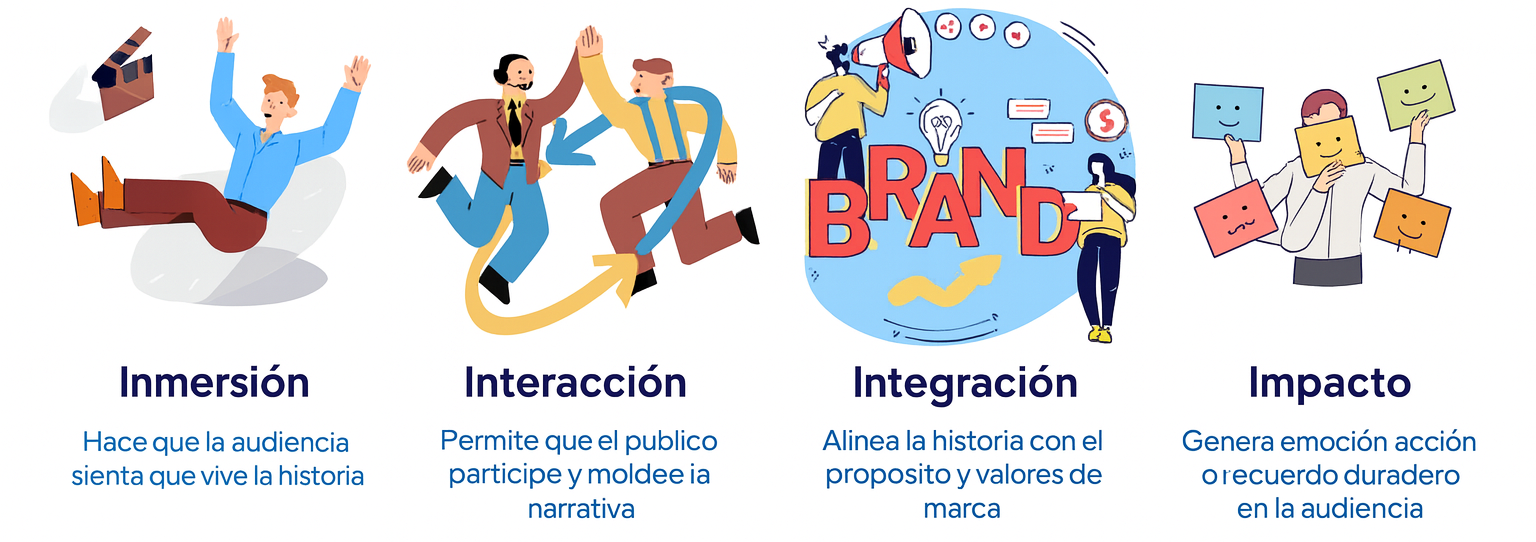 BRAND
$
Inmersión
Hace que la audiencia
sienta que vive la historia
Interacción
Permite que el publico
participe y moldee ia
narrativa
Integración
Alinea la historia con el
proposito y valores de
marca
Impacto
Genera emoción acción
o recuerdo duradero
en la audiencia